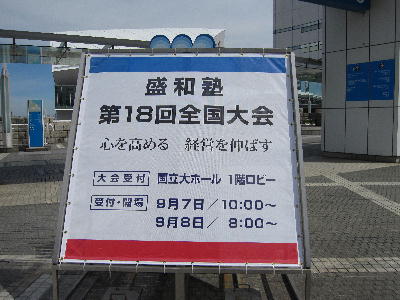 盛和塾
第18回全国大会
心を高める 経営を伸ばす
大会受付 国立大ホール 1階ロビー
受付・開場 9月7日／10:00〜
9月8日／ 8:00〜